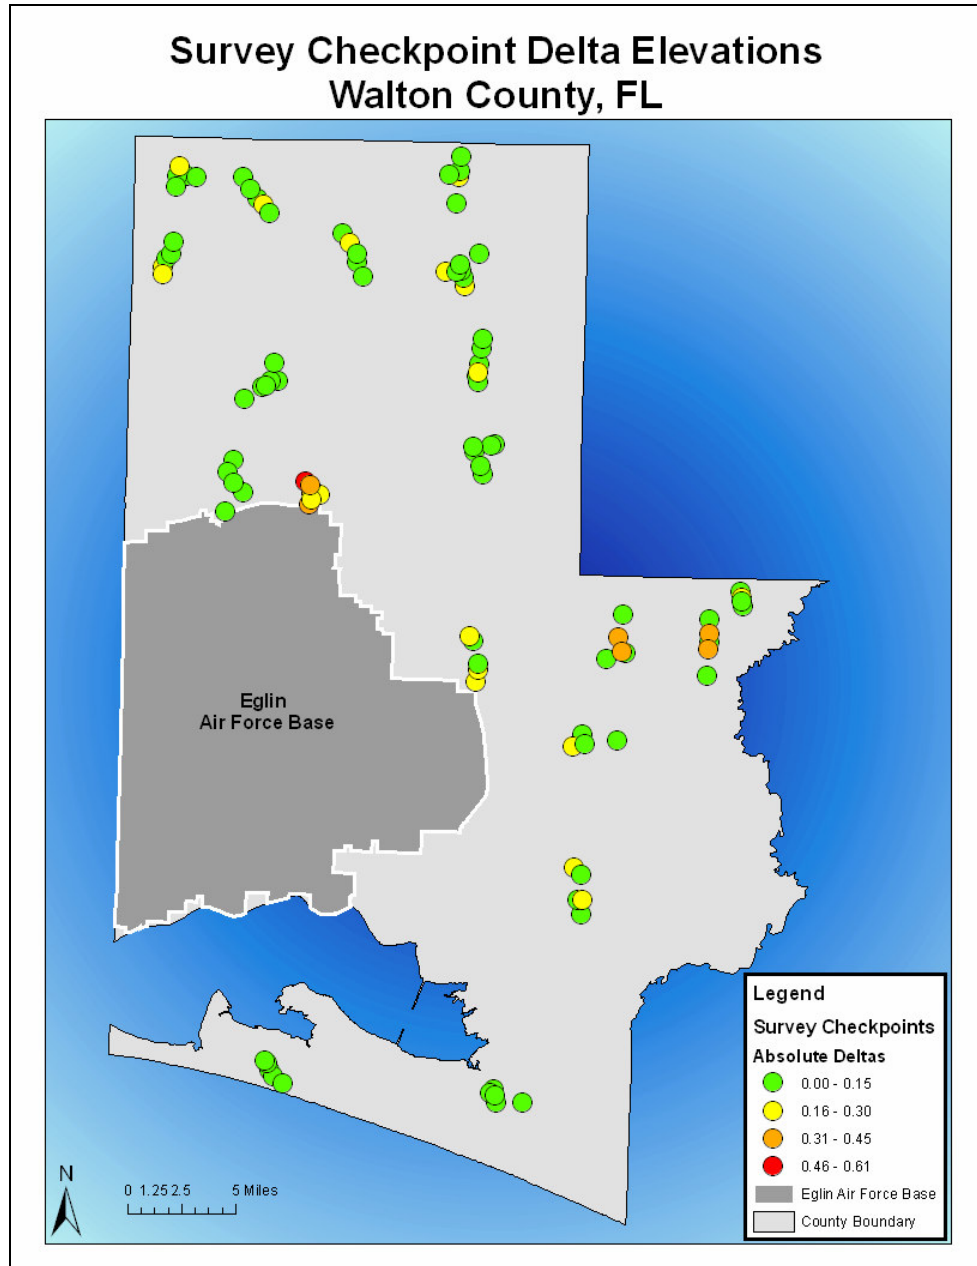 Survey Checkpoint Delta Elevations
Walton County, FL
Eglin
Air Force Base
Legend
Survey Checkpoints
Absolute Deltas
0.00 - 0.15
0.16 - 0.30
0.31 - 0.45
0.46 - 0.61
Eglin Air Force Base
County Boundary
N
0 1.25 2.5 5 Miles